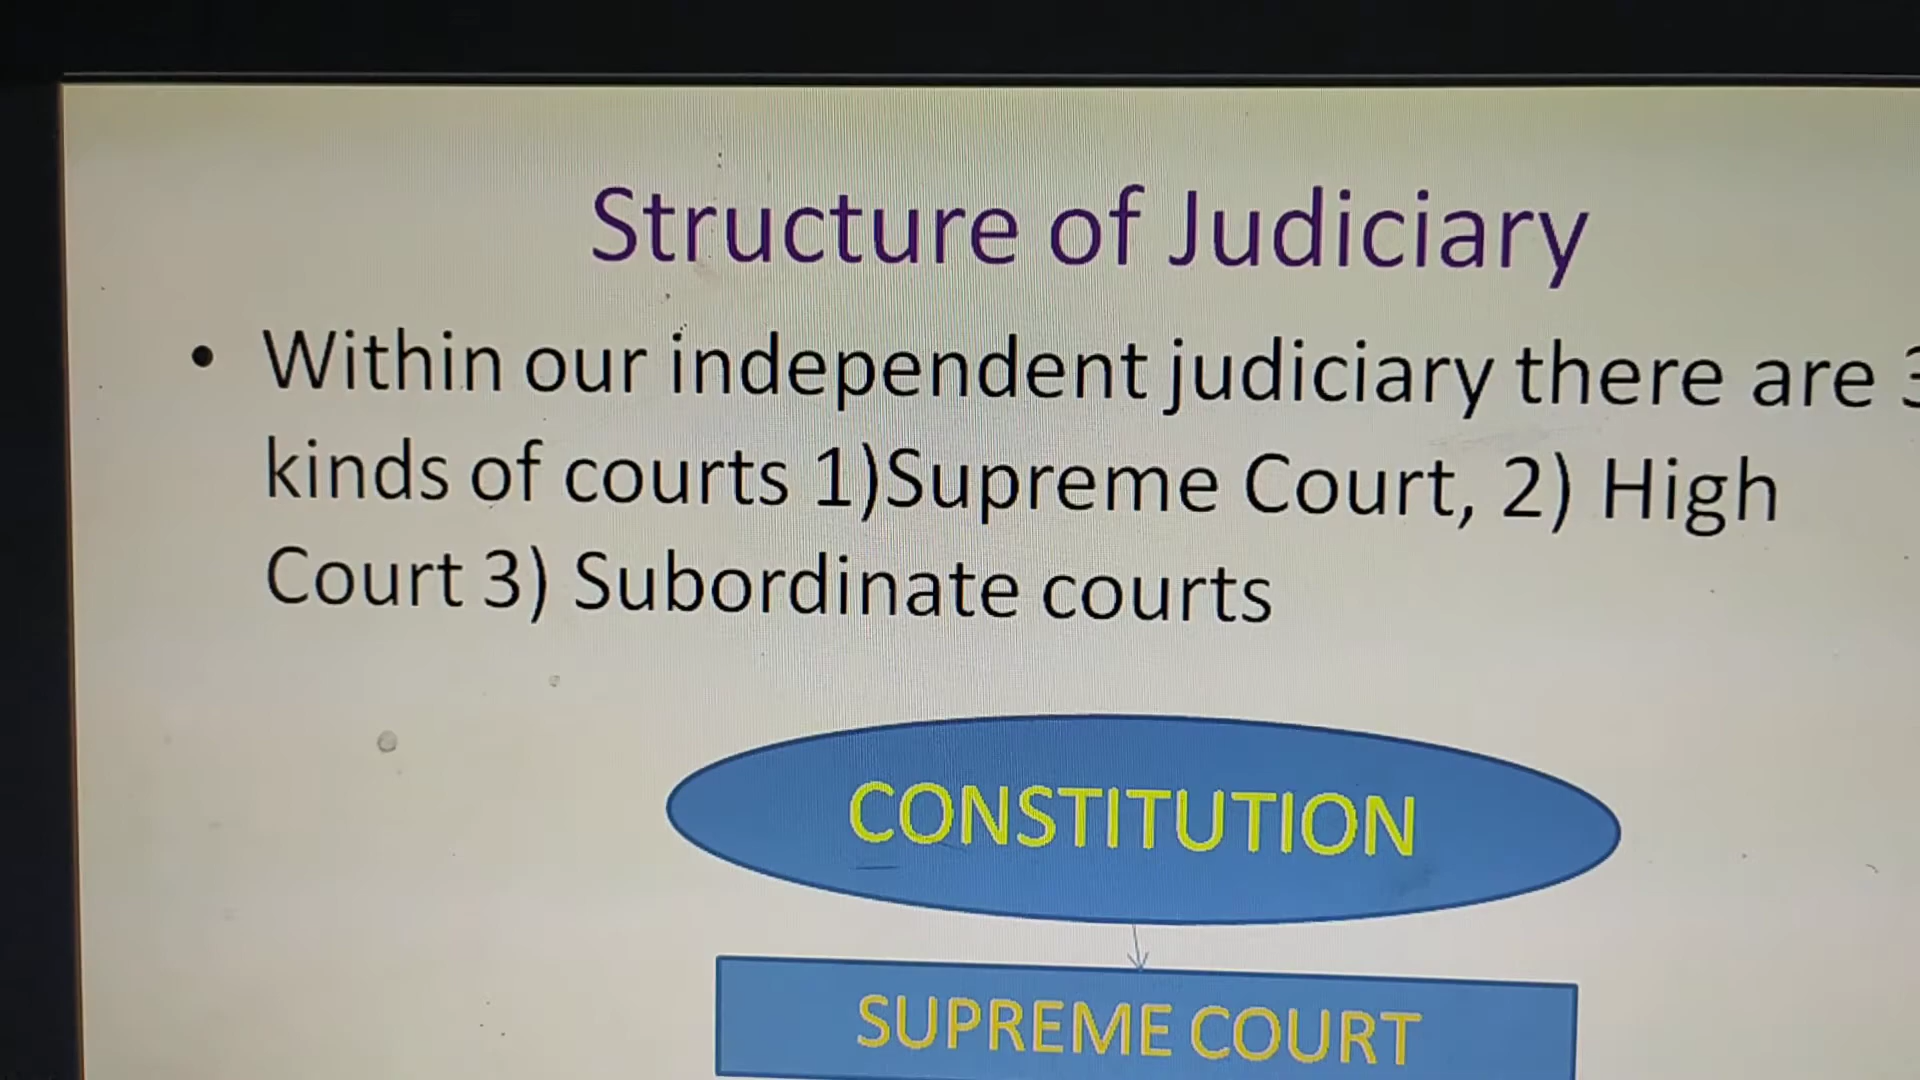 Structure of Judiciary
• Within our independent judiciary there are 3
kinds of courts 1)Supreme Court, 2) High
Court 3) Subordinate courts
CONSTITUTION
SUPREME COURT